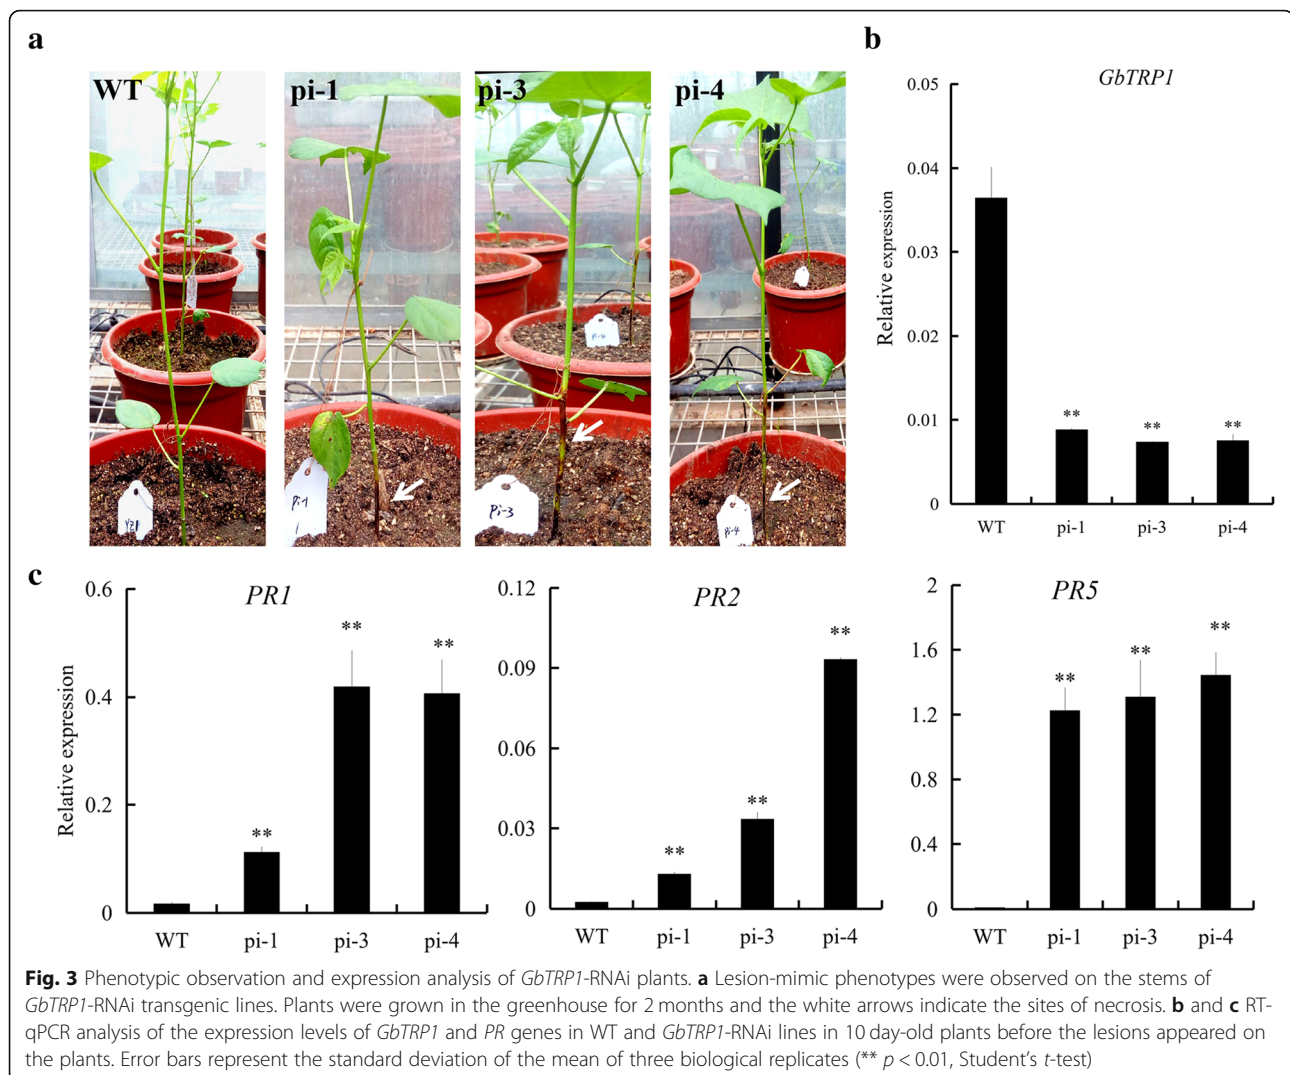 a
WT
pi-1
pi-3
pi-4
Pi-1
Pi-3
Pi-4
Pi-4
b
GbTRP1
Relative expression
0.05
0.04
0.03
0.02
0.01
0
**
**
**
WT
pi-1
pi-3
pi-4
c
PR1
Relative expression
0.6
0.4
0.2
0
**
**
**
WT
pi-1
pi-3
pi-4
PR2
0.12
0.09
0.06
0.03
0
**
**
**
WT
pi-1
pi-3
pi-4
PR5
2
1.6
1.2
0.8
0.4
0
**
**
**
WT
pi-1
pi-3
pi-4
Fig. 3 Phenotypic observation and expression analysis of GbTRP1-RNAi plants. a Lesion-mimic phenotypes were observed on the stems of
GbTRP1-RNAi transgenic lines. Plants were grown in the greenhouse for 2 months and the white arrows indicate the sites of necrosis. b and c RT-
qPCR analysis of the expression levels of GbTRP1 and PR genes in WT and GbTRP1-RNAi lines in 10 day-old plants before the lesions appeared on
the plants. Error bars represent the standard deviation of the mean of three biological replicates (** p < 0.01, Student's t-test)